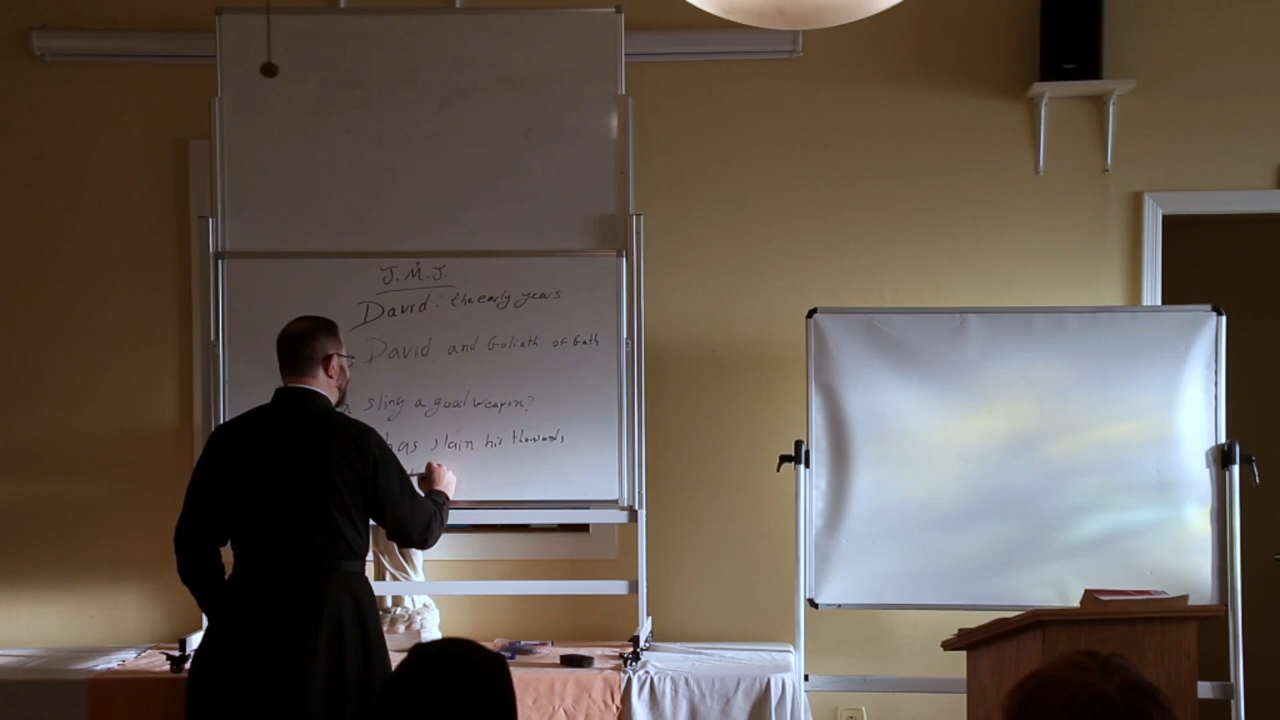 J.M.J.
David: the early years
David and Goliath of Gath
a sling a good weapon?
has slain his thousands